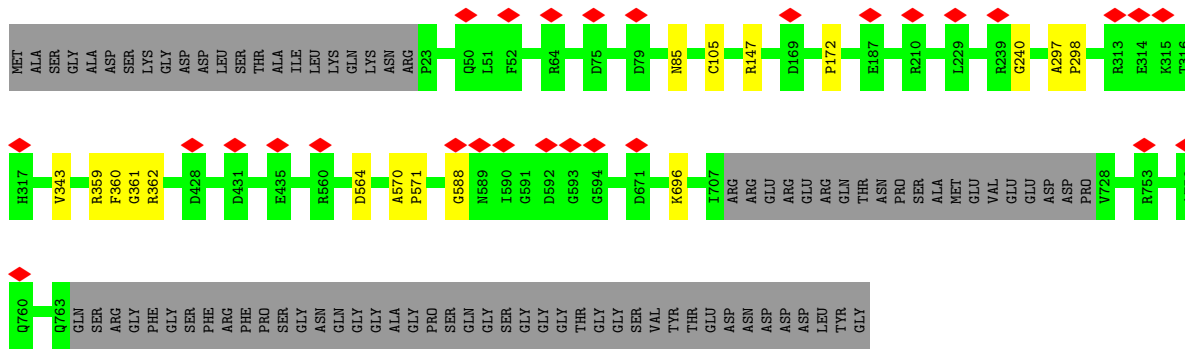 MET ALA SER GLY ALA ASP SER LYS GLY ASP ASP LEU SER THR ALA ILE LEU LYS GLN LYS ASN ARG P23 Q50 L51 F52 R64 D75 D79 N85 C105 R147 D169 P172 E187 R210 L229 R239 G240 A297 P298 R313 E314 K315 T316
H317 V343 R359 F360 G361 R362 D428 D431 E435 R560 D564 A570 P571 G588 N589 I590 G591 D592 G593 G594 D671 K696 I707 ARG ARG GLU ARG GLU ARG GLN THR ASN PRO SER ALA MET GLU VAL GLU GLU ASP ASP PRO V728 R753
Q760 Q763 GLN SER ARG GLY PHE GLY SER PHE ARG PHE PRO SER GLY ASN GLN GLY GLY ALA GLY PRO SER GLN GLY SER GLY GLY GLY THR GLY GLY SER VAL TYR THR GLU ASP ASN ASP ASP ASP LEU TYR GLY